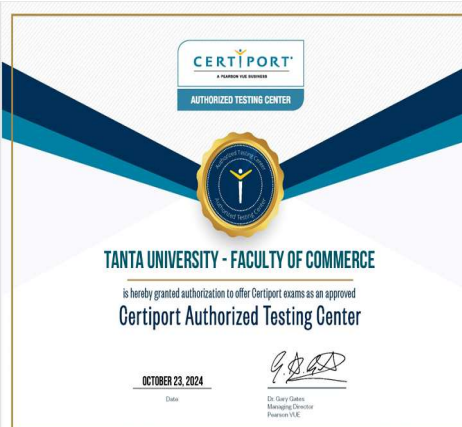 CERTIPORT
A PEARSON VUE BUSINESS
AUTHORIZED TESTING CENTER
Authorized Testing Center
Authorized Testing Center
TANTA UNIVERSITY - FACULTY OF COMMERCE
is hereby granted authorization to offer Certiport exams as an approved
Certiport Authorized Testing Center
OCTOBER 23, 2024
Date
Dr. Gary Gates
Managing Director
Pearson VUE